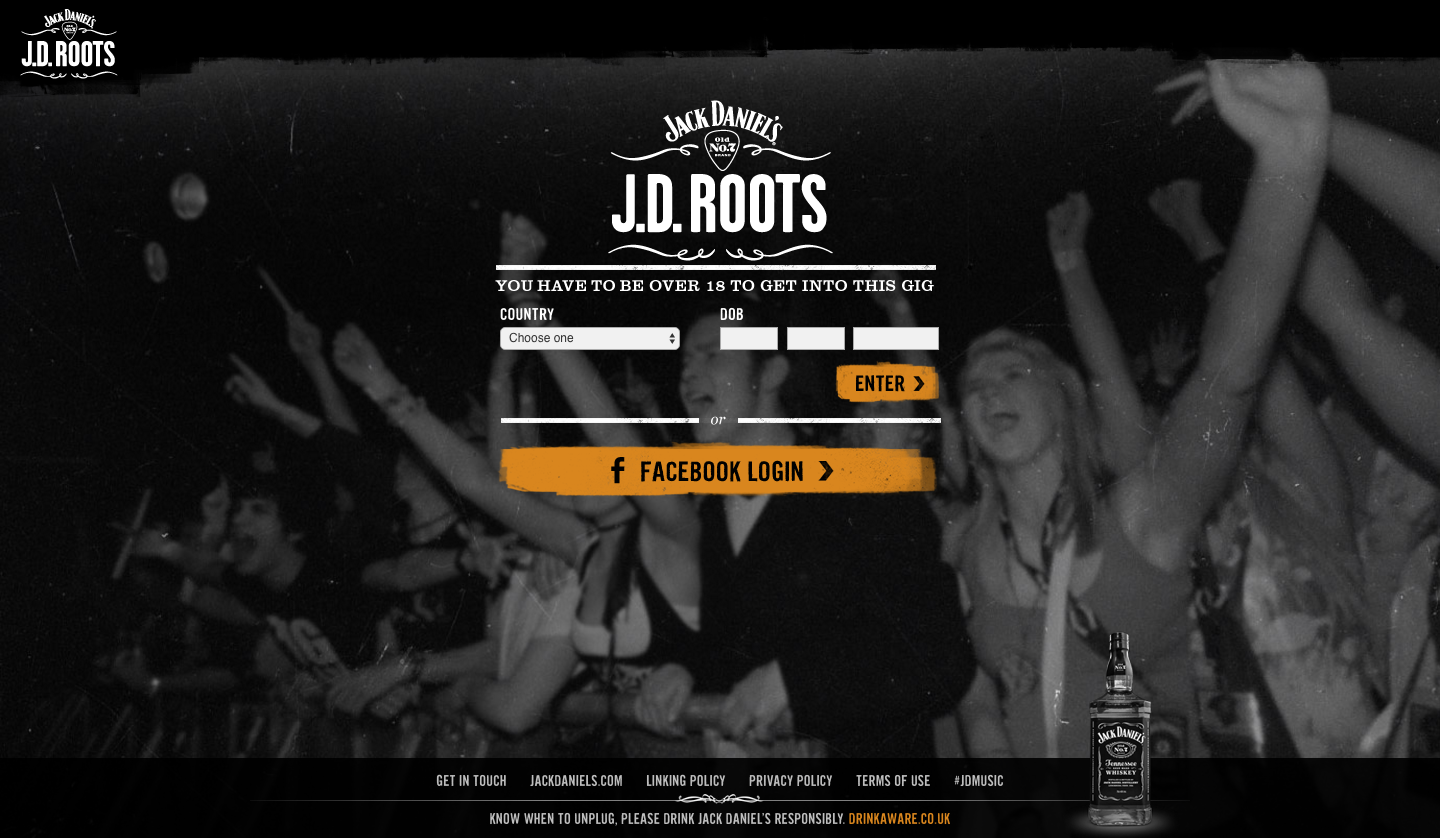 JACK DANIEL'S
Old
No.7
BRAND
J.D. ROOTS
JACK DANIEL'S
Old
No.7
BRAND
J.D. ROOTS
YOU HAVE TO BE OVER 18 TO GET INTO THIS GIG
COUNTRY DOB
Choose one
ENTER
or
FACEBOOK LOGIN
JACK DANIEL'S
Old
No.7
Tennessee
WHISKEY
GET IN TOUCH JACKDANIELS.COM LINKING POLICY PRIVACY POLICY TERMS OF USE #JDMUSIC
KNOW WHEN TO UNPLUG, PLEASE DRINK JACK DANIEL'S RESPONSIBLY. DRINKAWARE.CO.UK